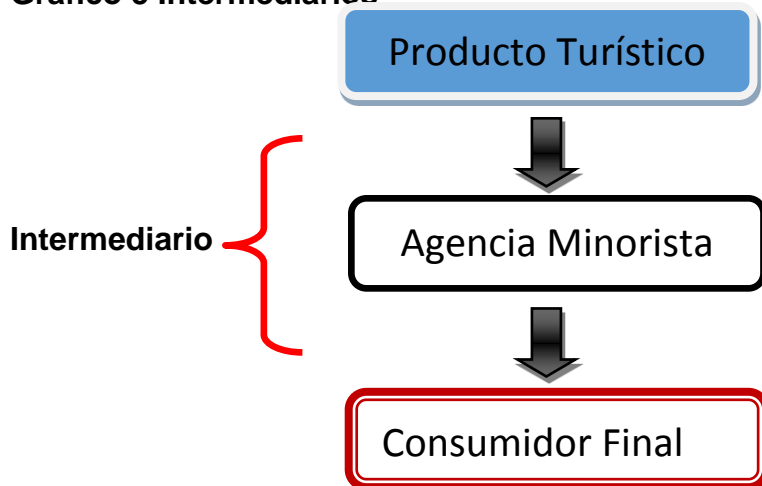 Producto Turístico
Intermediario
Agencia Minorista
Consumidor Final